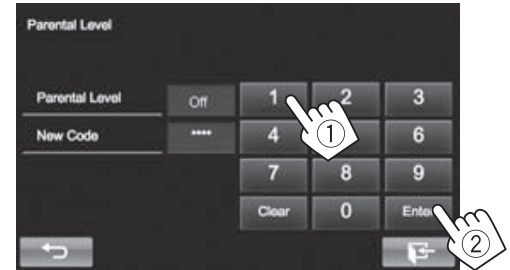 Parental Level
Parental Level Off 1 2 3
New Code **** 4 ① 6
7 8 9
Clear 0 Enter
②